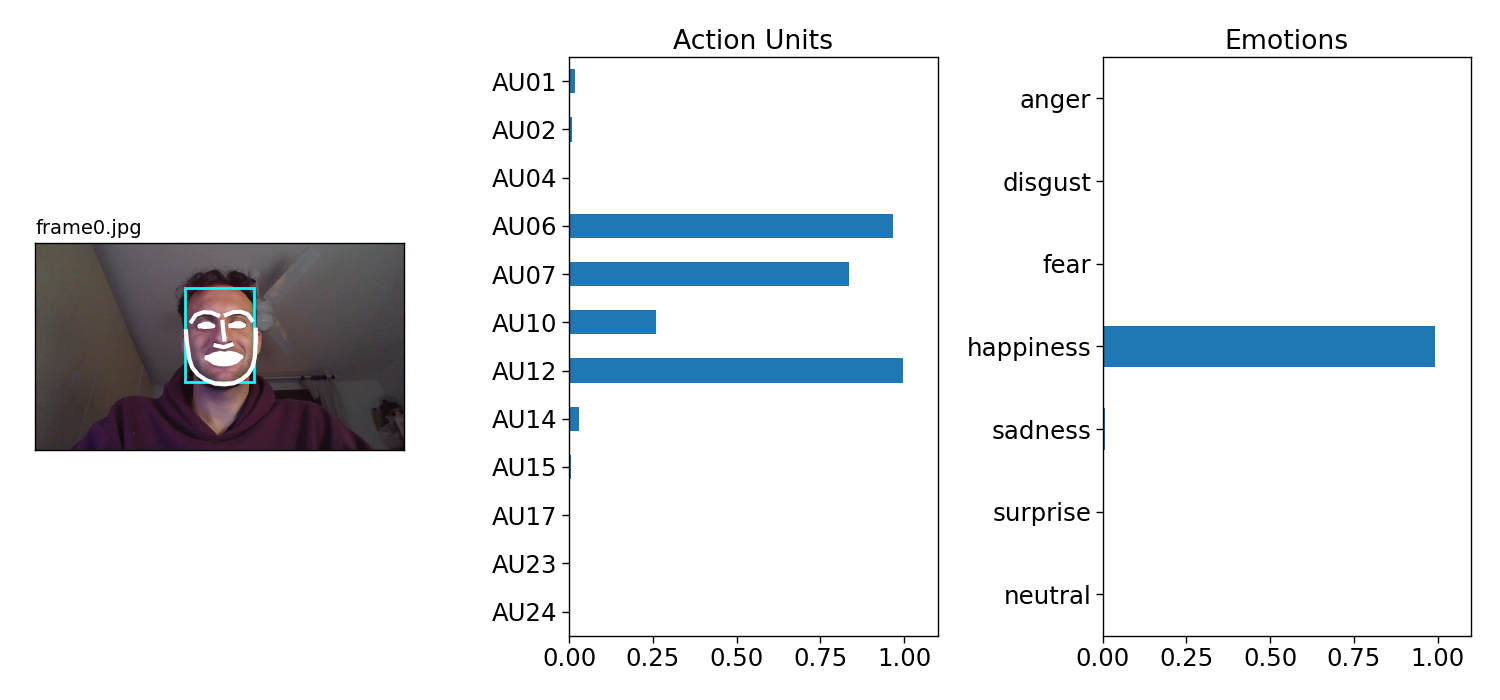 frame0.jpg
Action Units
AU01
AU02
AU04
AU06
AU07
AU10
AU12
AU14
AU15
AU17
AU23
AU24
0.00 0.25 0.50 0.75 1.00
Emotions
anger
disgust
fear
happiness
sadness
surprise
neutral
0.00 0.25 0.50 0.75 1.00